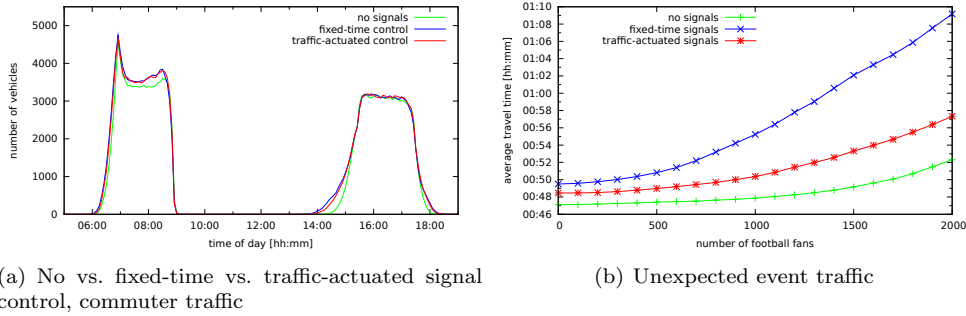 no signals
fixed-time control
traffic-actuated control
number of vehicles
5000
4000
3000
2000
1000
0
06:00
08:00
10:00
12:00
14:00
16:00
18:00
time of day [hh:mm]
(a) No vs. fixed-time vs. traffic-actuated signal
control, commuter traffic
no signals
fixed-time signals
traffic-actuated signals
average travel time [hh:mm]
01:10
01:08
01:06
01:04
01:02
01:00
00:58
00:56
00:54
00:52
00:50
00:48
00:46
0
500
1000
1500
2000
number of football fans
(b) Unexpected event traffic